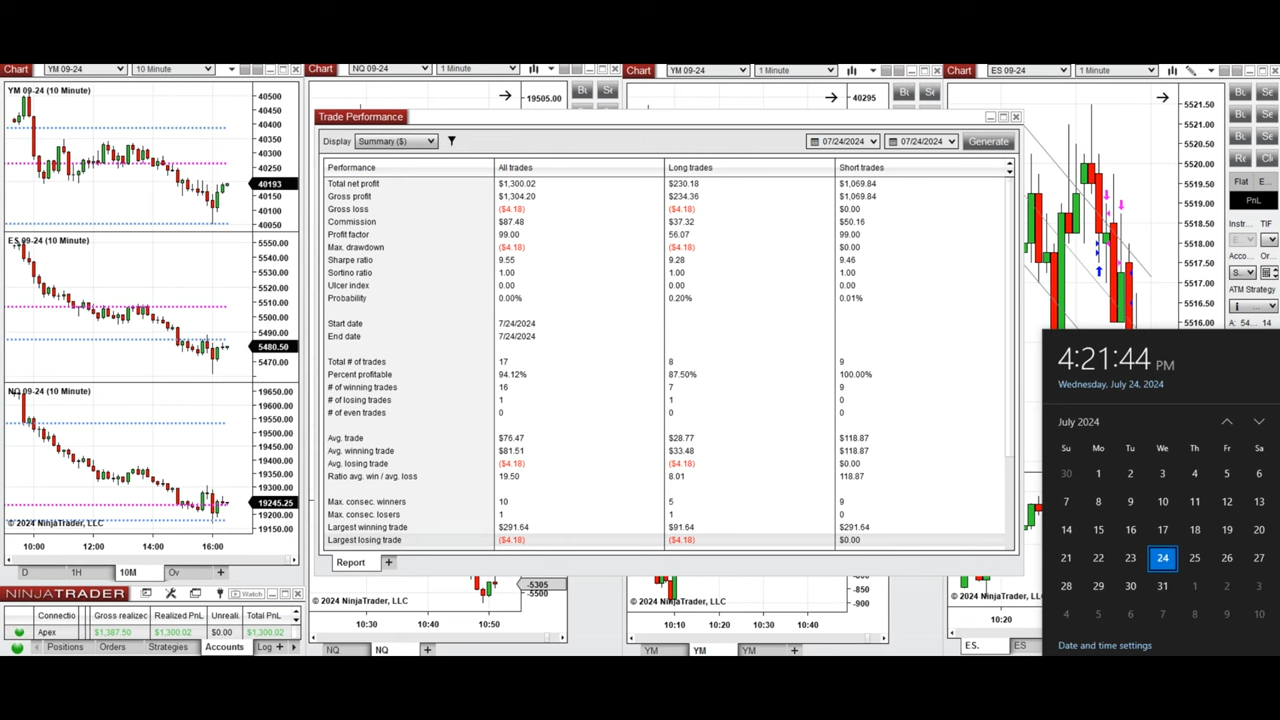 Chart YM 09-24 10 Minute
YM 09-24 (10 Minute)
40500
40450
40400
40350
40300
40250
40193
40150
40100
40050
ES 09-24 (10 Minute)
5550.00
5540.00
5530.00
5520.00
5510.00
5500.00
5490.00
5480.50
5470.00
NQ 09-24 (10 Minute)
19650.00
19600.00
19550.00
19500.00
19450.00
19400.00
19350.00
19300.00
19245.25
19200.00
19150.00
© 2024 NinjaTrader, LLC
10:00 12:00 14:00 16:00
D 1H 10M Ov +
NINJATRADER Watch
Connectio Gross realizec Realized PnL Unreali: Total PnL
Apex $1,387.50 $1,300.02 $0.00 $1,300.02
Positions Orders Strategies Accounts Log +
Chart NQ 09-24 1 Minute
19505.00
Chart YM 09-24 1 Minute
40295
Chart ES 09-24 1 Minute
Trade Performance
Display Summary ($) 07/24/2024 07/24/2024 Generate
Performance All trades Long trades Short trades
Total net profit $1,300.02 $230.18 $1,069.84
Gross profit $1,304.20 $234.36 $1,069.84
Gross loss ($4.18) ($4.18) $0.00
Commission $87.48 $37.32 $50.16
Profit factor 99.00 56.07 99.00
Max. drawdown ($4.18) ($4.18) $0.00
Sharpe ratio 9.55 9.28 9.46
Sortino ratio 1.00 1.00 1.00
Ulcer index 0.00 0.00 0.00
Probability 0.00% 0.20% 0.01%
Start date 7/24/2024
End date 7/24/2024
Total # of trades 17 8 9
Percent profitable 94.12% 87.50% 100.00%
# of winning trades 16 7 9
# of losing trades 1 1 0
# of even trades 0 0 0
Avg. trade $76.47 $28.77 $118.87
Avg. winning trade $81.51 $33.48 $118.87
Avg. losing trade ($4.18) ($4.18) $0.00
Ratio avg. win / avg. loss 19.50 8.01 118.87
Max. consec. winners 10 5 9
Max. consec. losers 1 1 0
Largest winning trade $291.64 $91.64 $291.64
Largest losing trade ($4.18) ($4.18) $0.00
Report +
-5305
-5500
© 2024 NinjaTrader, LLC
10:30 10:40 10:50
NQ NQ +
-850
-900
© 2024 NinjaTrader, LLC
10:10 10:20 10:30 10:40
YM YM YM +
5521.50
5521.00
5520.00
5519.50
5519.00
5518.50
5518.00
5517.50
5517.00
5516.50
5516.00
Flat E...
PnL
Instr... TIF
Acco... Or...
ATM Strategy
A: 54... 14
© 2024 NinjaTrader, LLC
10:20
ES. ES
4:21:44 PM
Wednesday, July 24, 2024
July 2024
Su Mo Tu We Th Fr Sa
30 1 2 3 4 5 6
7 8 9 10 11 12 13
14 15 16 17 18 19 20
21 22 23 24 25 26 27
28 29 30 31 1 2 3
4 5 6 7 8 9 10
Date and time settings